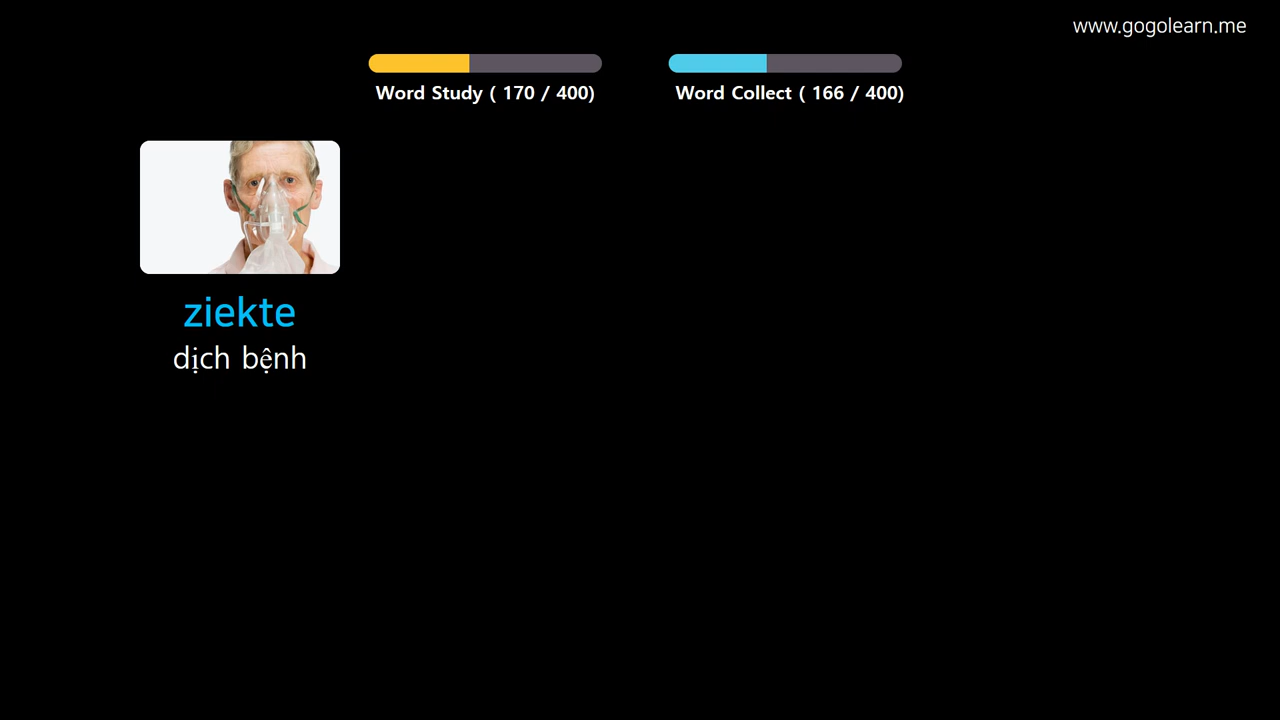 www.gogolearn.me
Word Study ( 170 / 400)
Word Collect ( 166 / 400)
ziekte
dịch bệnh